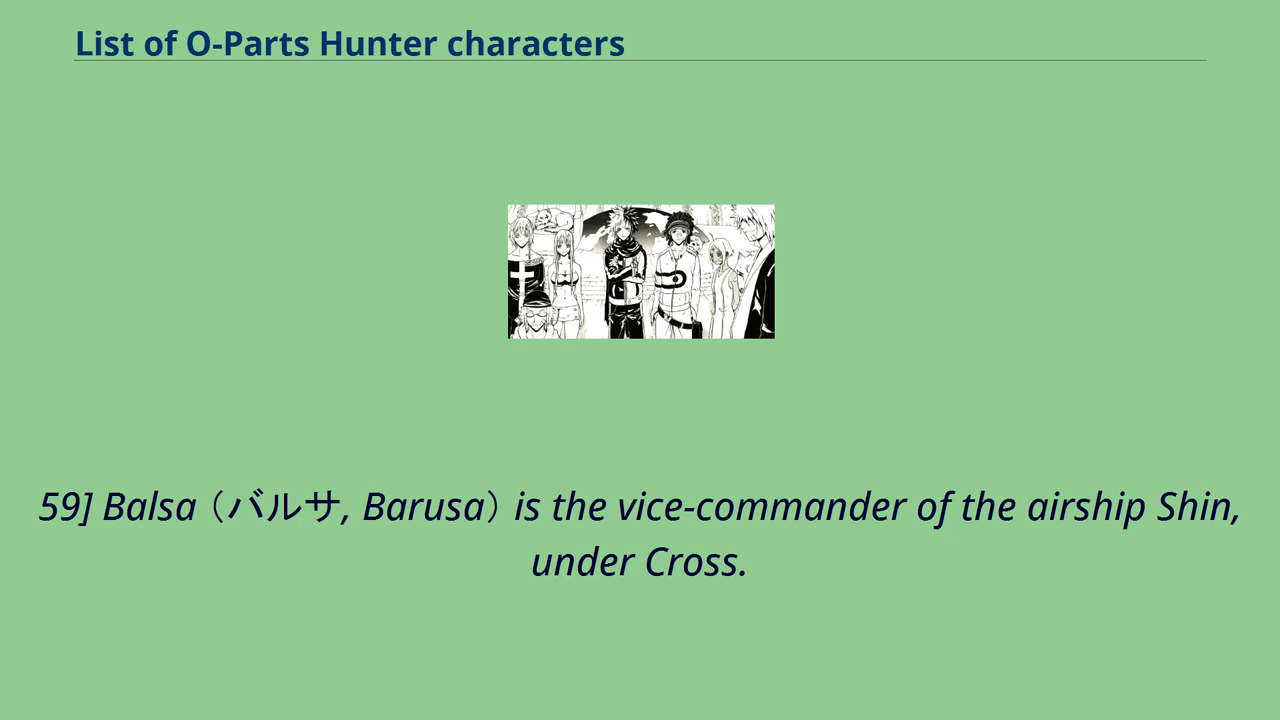 List of O-Parts Hunter characters
59] Balsa（バルサ, Barusa）is the vice-commander of the airship Shin,
under Cross.